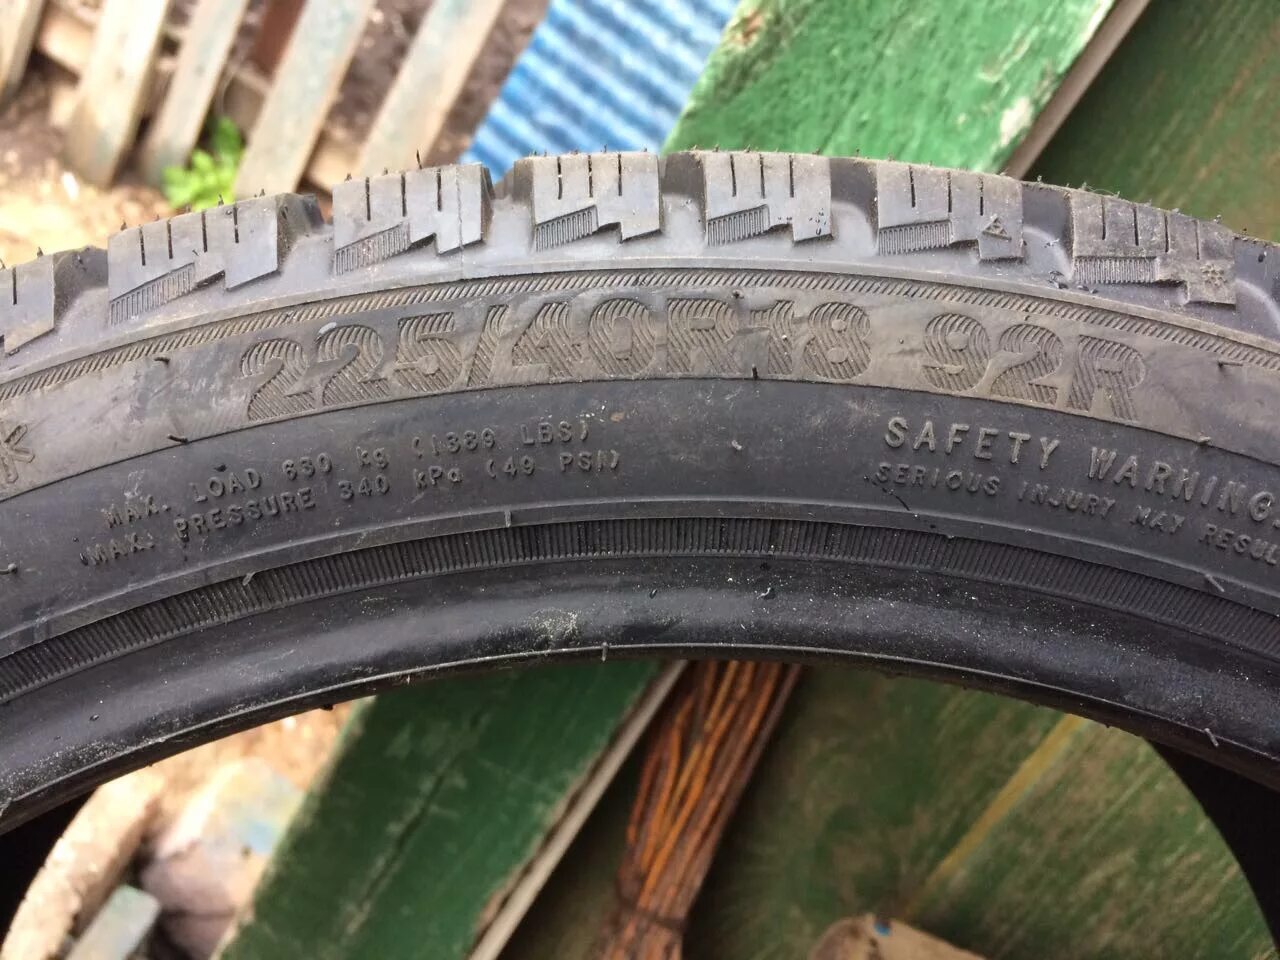 225/40R18 92R
MAX. LOAD 630 kg (1389 LBS)
MAX. PRESSURE 340 kPa (49 PSI)
SAFETY WARNING
SERIOUS INJURY MAY RESUL